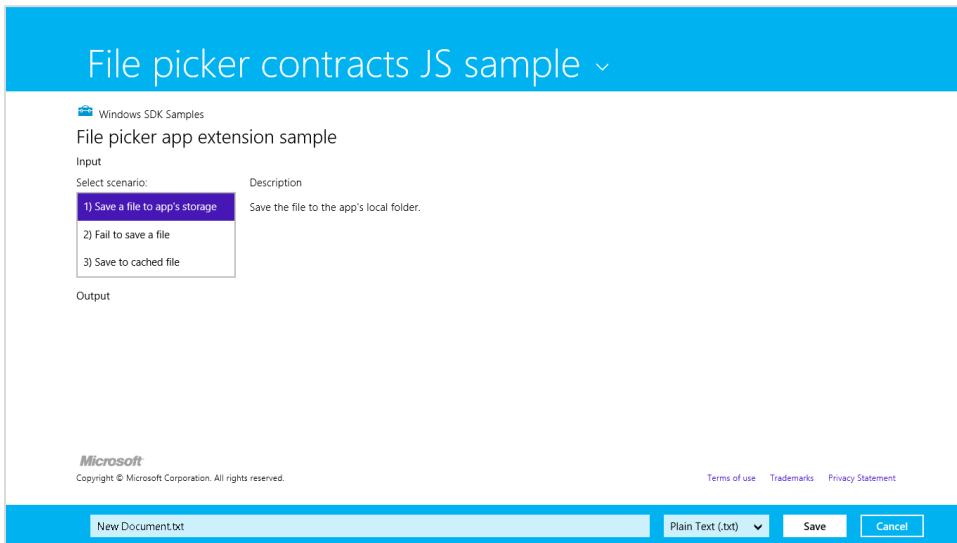 File picker contracts JS sample
Windows SDK Samples
File picker app extension sample
Input
Select scenario:
Description
1) Save a file to app's storage
Save the file to the app's local folder.
2) Fail to save a file
3) Save to cached file
Output
Microsoft
Copyright © Microsoft Corporation. All rights reserved.
Terms of use
Trademarks
Privacy Statement
New Document.txt
Plain Text (.txt)
Save
Cancel